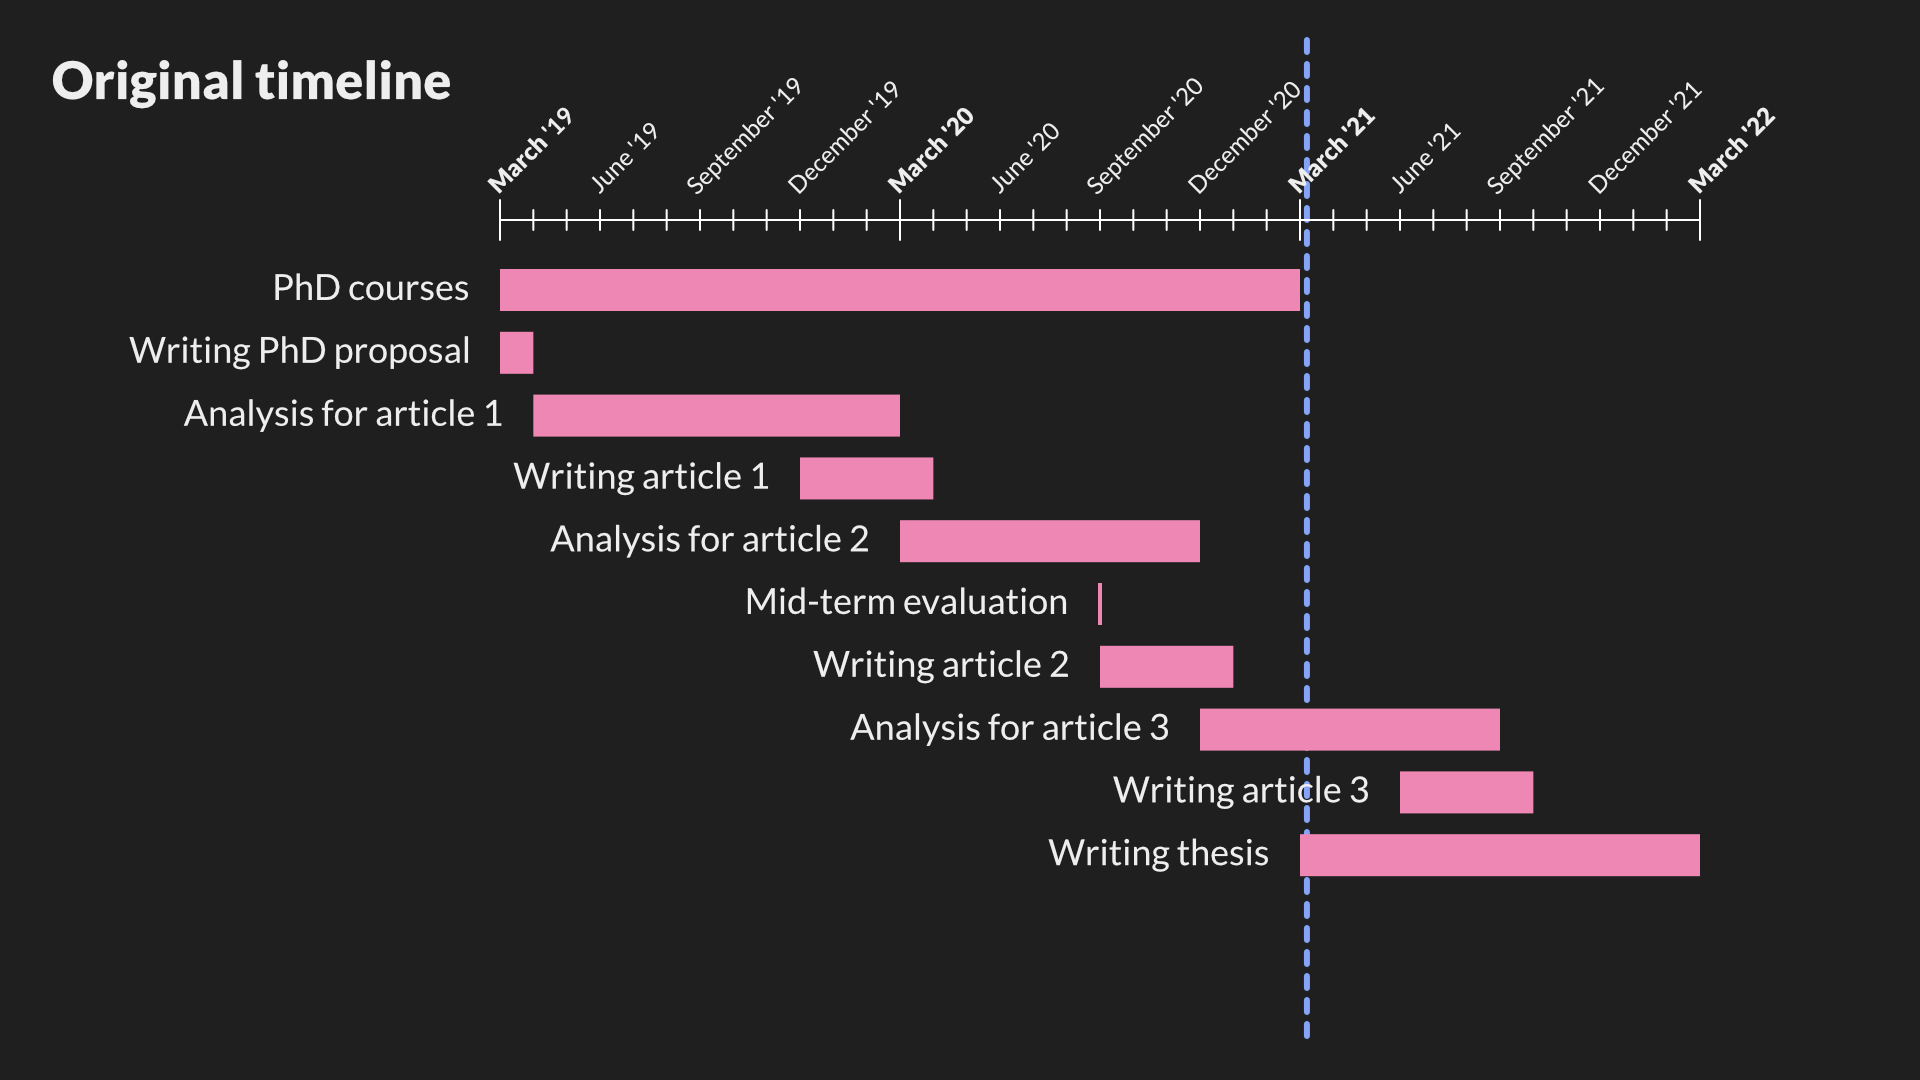 Original timeline
March '19
June '19
September '19
December '19
March '20
June '20
September '20
December '20
March '21
June '21
September '21
December '21
March '22
PhD courses
Writing PhD proposal
Analysis for article 1
Writing article 1
Analysis for article 2
Mid-term evaluation
Writing article 2
Analysis for article 3
Writing article 3
Writing thesis